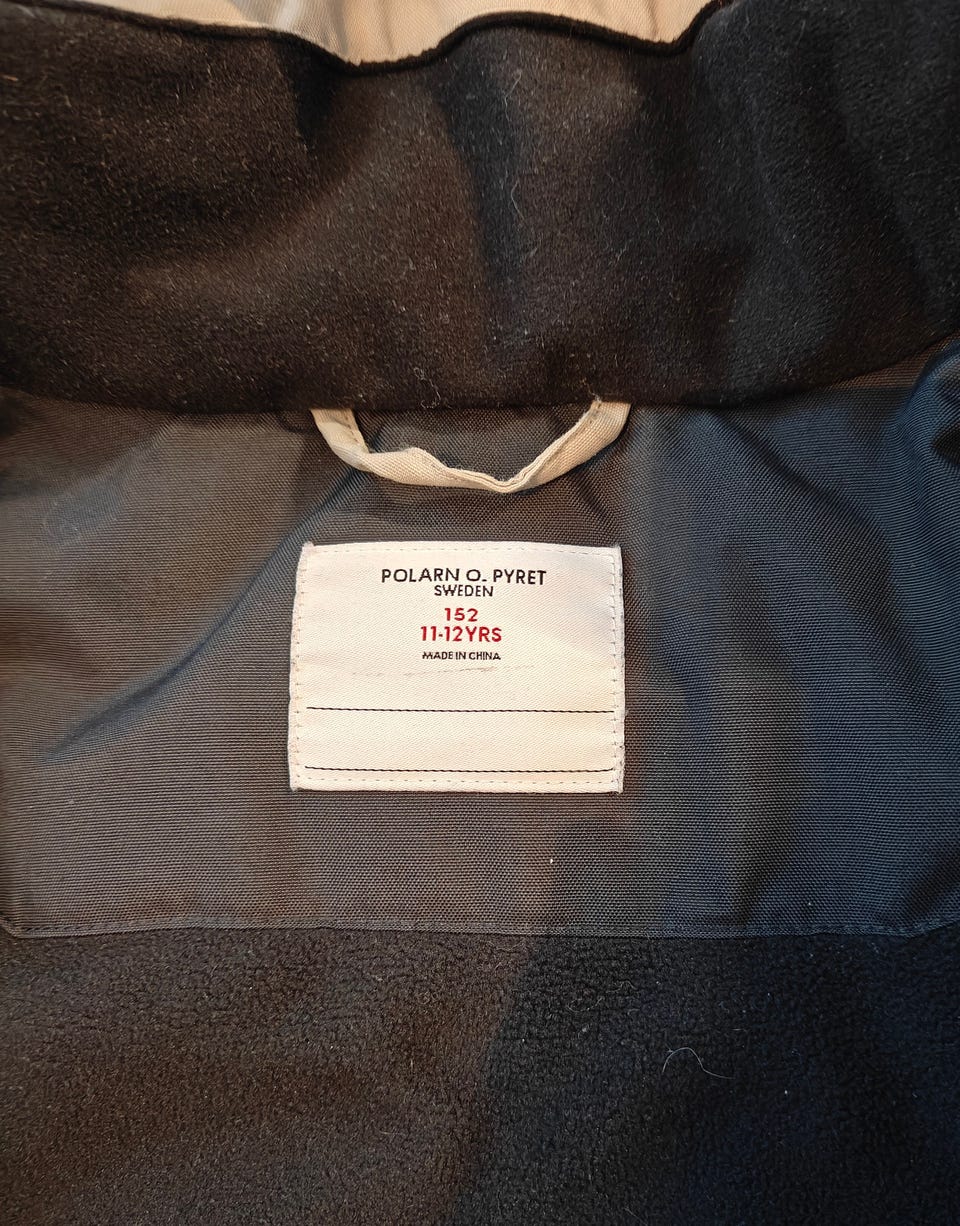 POLARN O. PYRET
SWEDEN
152
11-12YRS
MADE IN CHINA